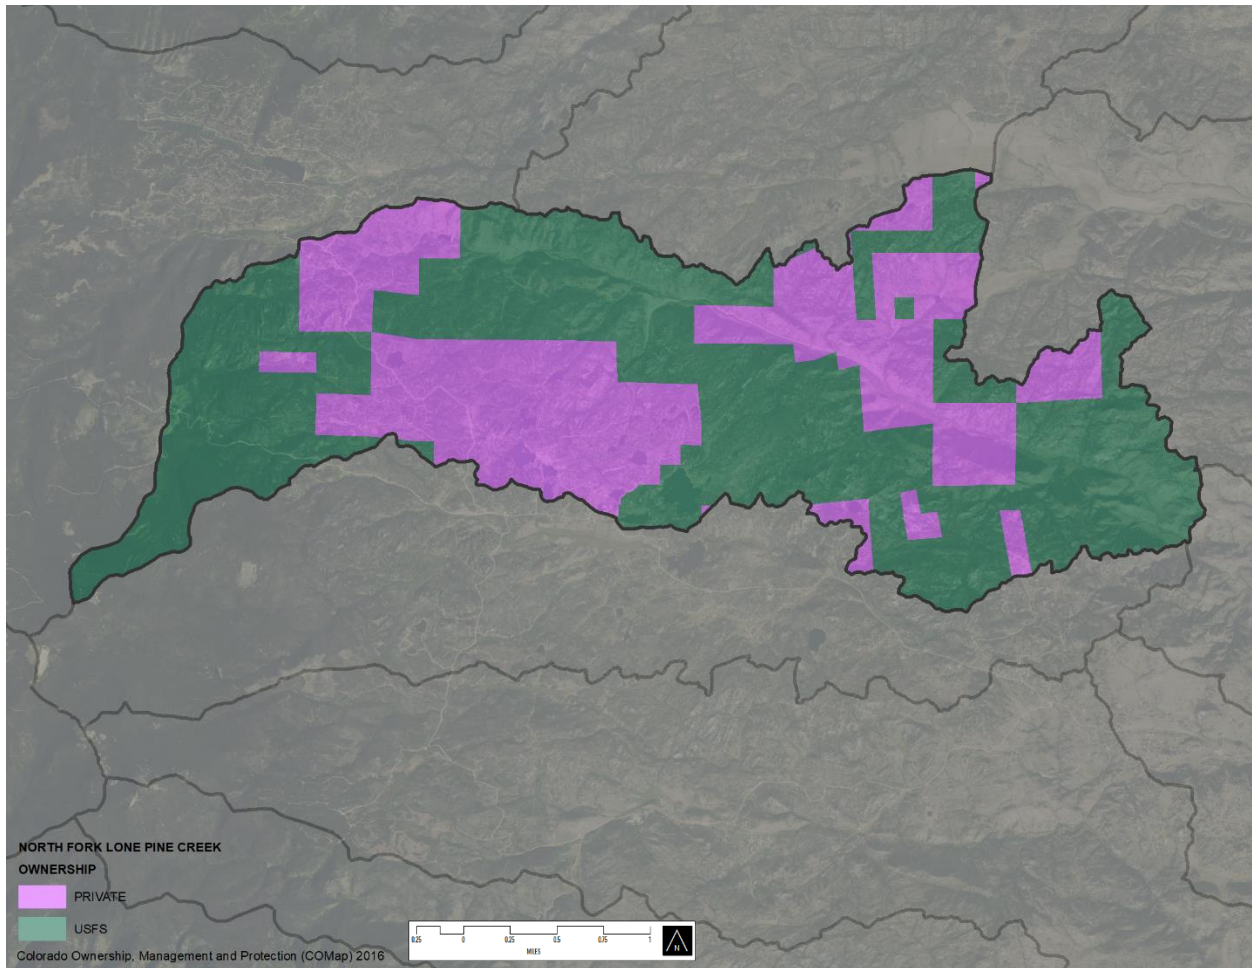 NORTH FORK LONE PINE CREEK
OWNERSHIP
PRIVATE
USFS
Colorado Ownership, Management and Protection (COMap) 2016
0.25 0 0.25 0.5 0.75 1
MILES
N